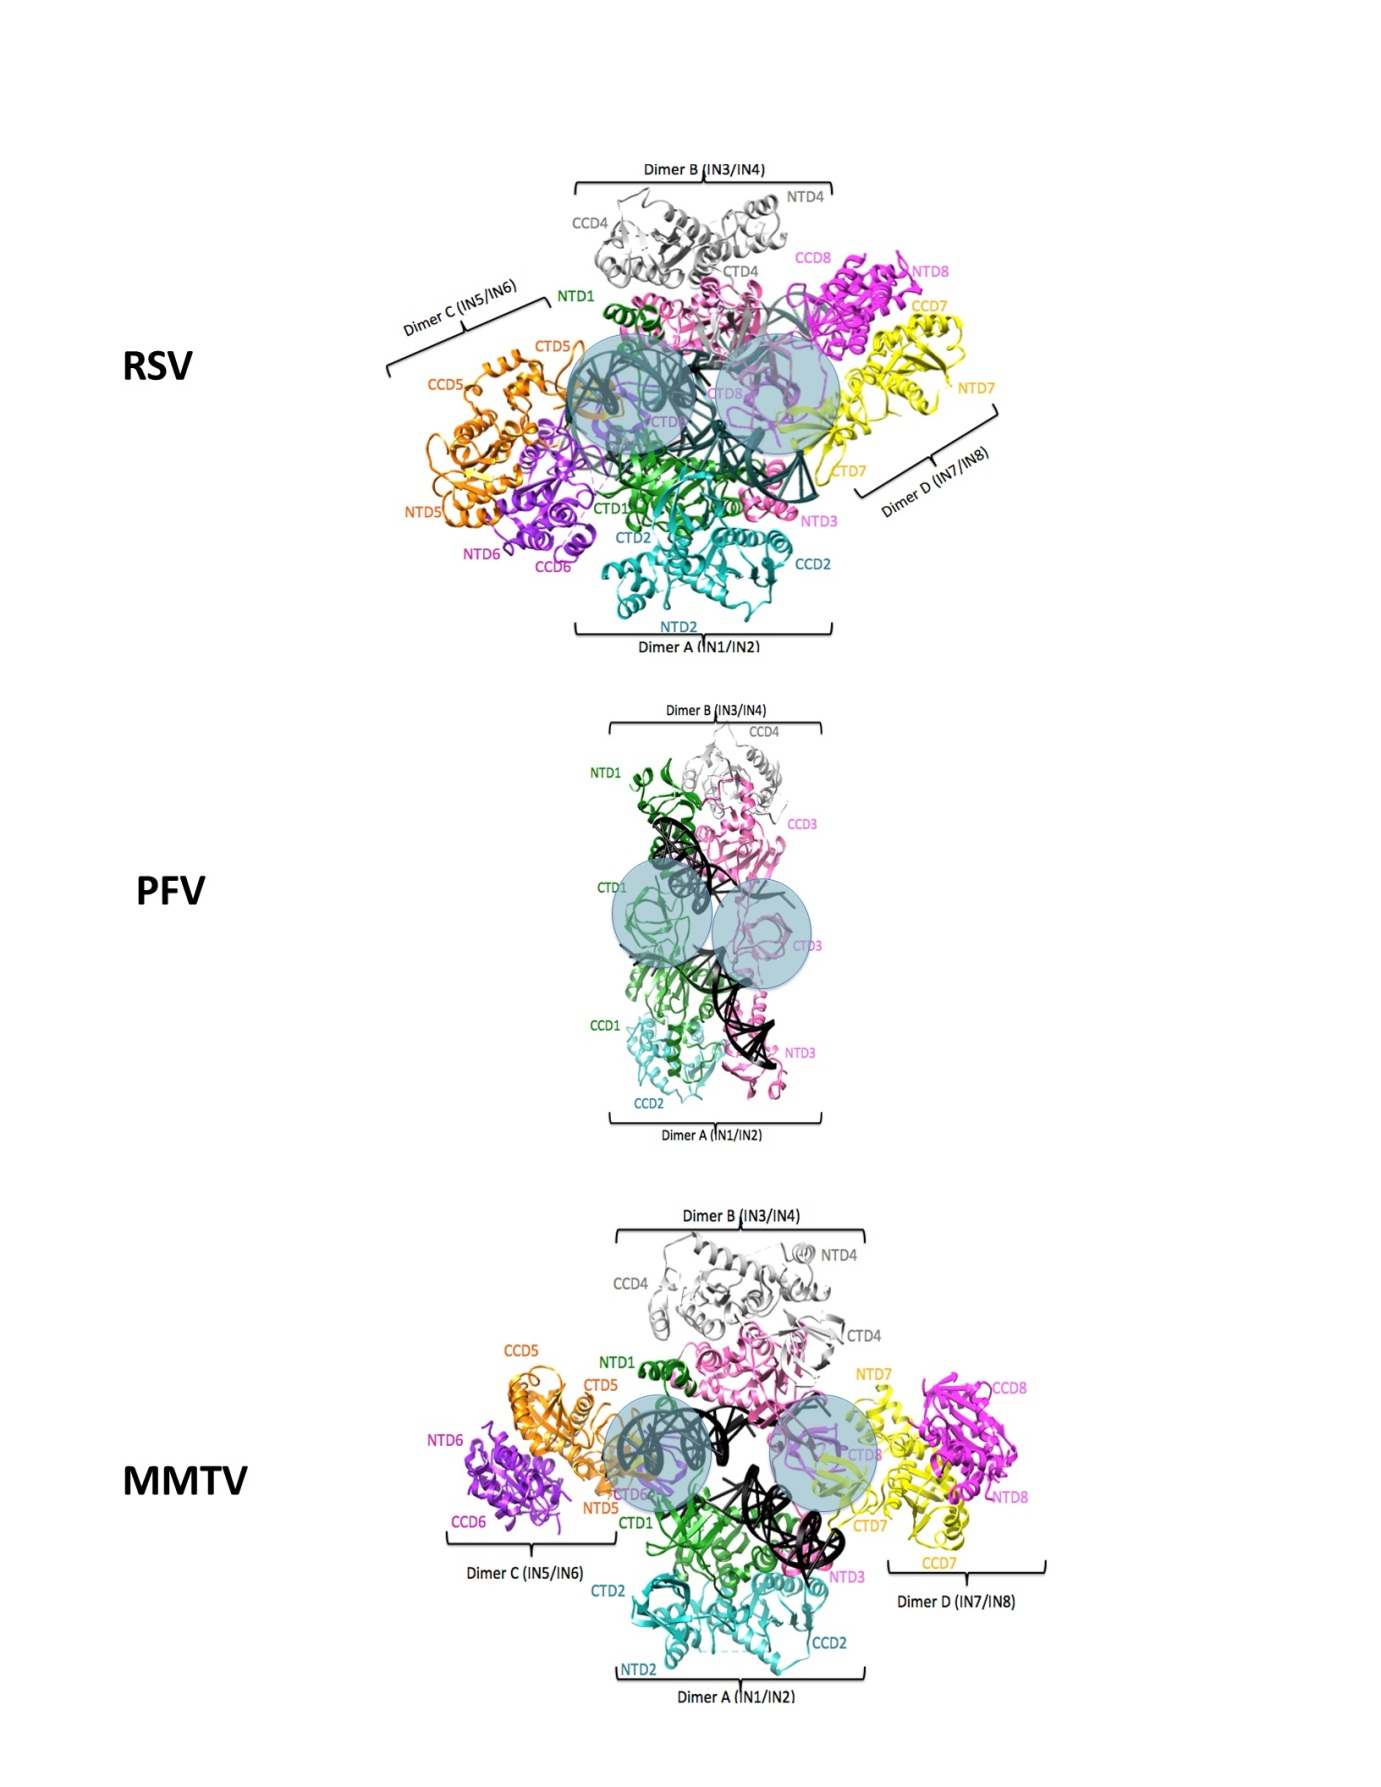 Dimer B (IN3/IN4)
NTD4
CCD4
CCD8
CTD4
NTD8
Dimer C (IN5/IN6)
NTD1
CCD7
RSV
CTD5
CCD5
NTD7
CTD8
CTD7
Dimer D (IN7/IN8)
NTD5
CTD1
NTD3
CTD2
NTD6
CCD6
CCD2
NTD2
Dimer A (IN1/IN2)
Dimer B (IN3/IN4)
CCD4
NTD1
CCD3
PFV
CTD1
CTD3
CCD1
NTD3
CCD2
Dimer A (IN1/IN2)
Dimer B (IN3/IN4)
NTD4
CCD4
CTD4
CCD5
NTD1
NTD7
CTD5
CCD8
NTD6
CTD8
MMTV
CTD6
NTD8
NTD5
CCD6
CTD1
CTD7
CCD7
Dimer C (IN5/IN6)
NTD3
CTD2
Dimer D (IN7/IN8)
CCD2
NTD2
Dimer A (IN1/IN2)